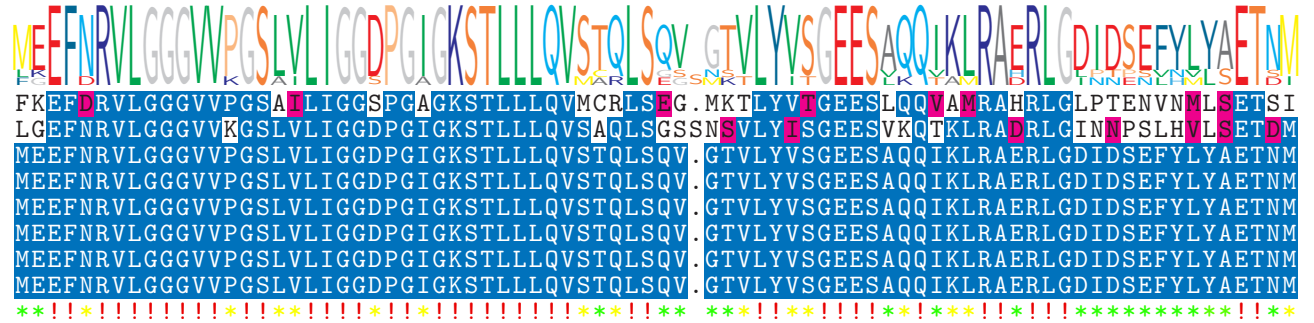 MEEFNRVLGGGVVPGSLVLIGGDPGIGKSTLLLQVSTQLSQV GTVLYVSGEESAQQIKLRAERLGDIDSEFYLYAETNM
FKEFDRVLGGGVVPGSAILIGGSPGAGKSTLLLQVMCRLSEG.MKTLYVTGEESLQQVAMRAHRLGLPTENVNMLSETSI
LGEFNRVLGGGVVKGSLVLIGGDPGIGKSTLLLQVSAQLSGSSNSVLYISGEESVKQTKLRADRLGINNPSLHVLSETDM
MEEFNRVLGGGVVPGSLVLIGGDPGIGKSTLLLQVSTQLSQV.GTVLYVSGEESAQQIKLRAERLGDIDSEFYLYAETNM
MEEFNRVLGGGVVPGSLVLIGGDPGIGKSTLLLQVSTQLSQV.GTVLYVSGEESAQQIKLRAERLGDIDSEFYLYAETNM
MEEFNRVLGGGVVPGSLVLIGGDPGIGKSTLLLQVSTQLSQV.GTVLYVSGEESAQQIKLRAERLGDIDSEFYLYAETNM
MEEFNRVLGGGVVPGSLVLIGGDPGIGKSTLLLQVSTQLSQV.GTVLYVSGEESAQQIKLRAERLGDIDSEFYLYAETNM
MEEFNRVLGGGVVPGSLVLIGGDPGIGKSTLLLQVSTQLSQV.GTVLYVSGEESAQQIKLRAERLGDIDSEFYLYAETNM
MEEFNRVLGGGVVPGSLVLIGGDPGIGKSTLLLQVSTQLSQV.GTVLYVSGEESAQQIKLRAERLGDIDSEFYLYAETNM
**!!*!!!!!!!!*!!**!!!!*!!*!!!!!!!!!***!!** ***!!**!!!!**!***!!*!!!**********!!**